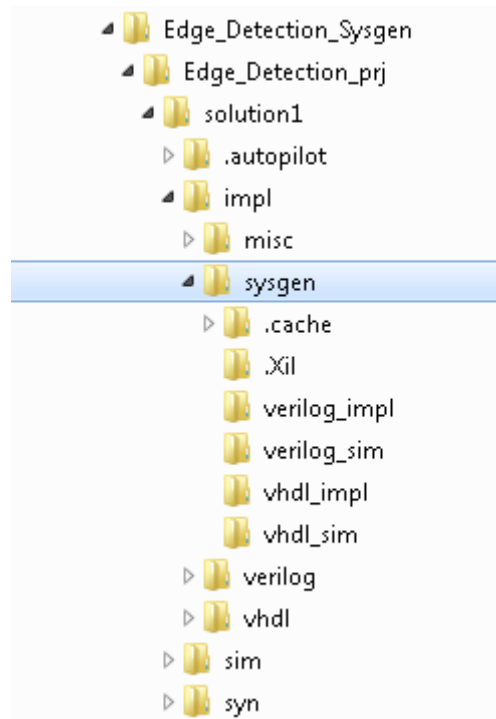 Edge_Detection_Sysgen
Edge_Detection_prj
solution1
.autopilot
impl
misc
sysgen
.cache
.Xil
verilog_impl
verilog_sim
vhdl_impl
vhdl_sim
verilog
vhdl
sim
syn